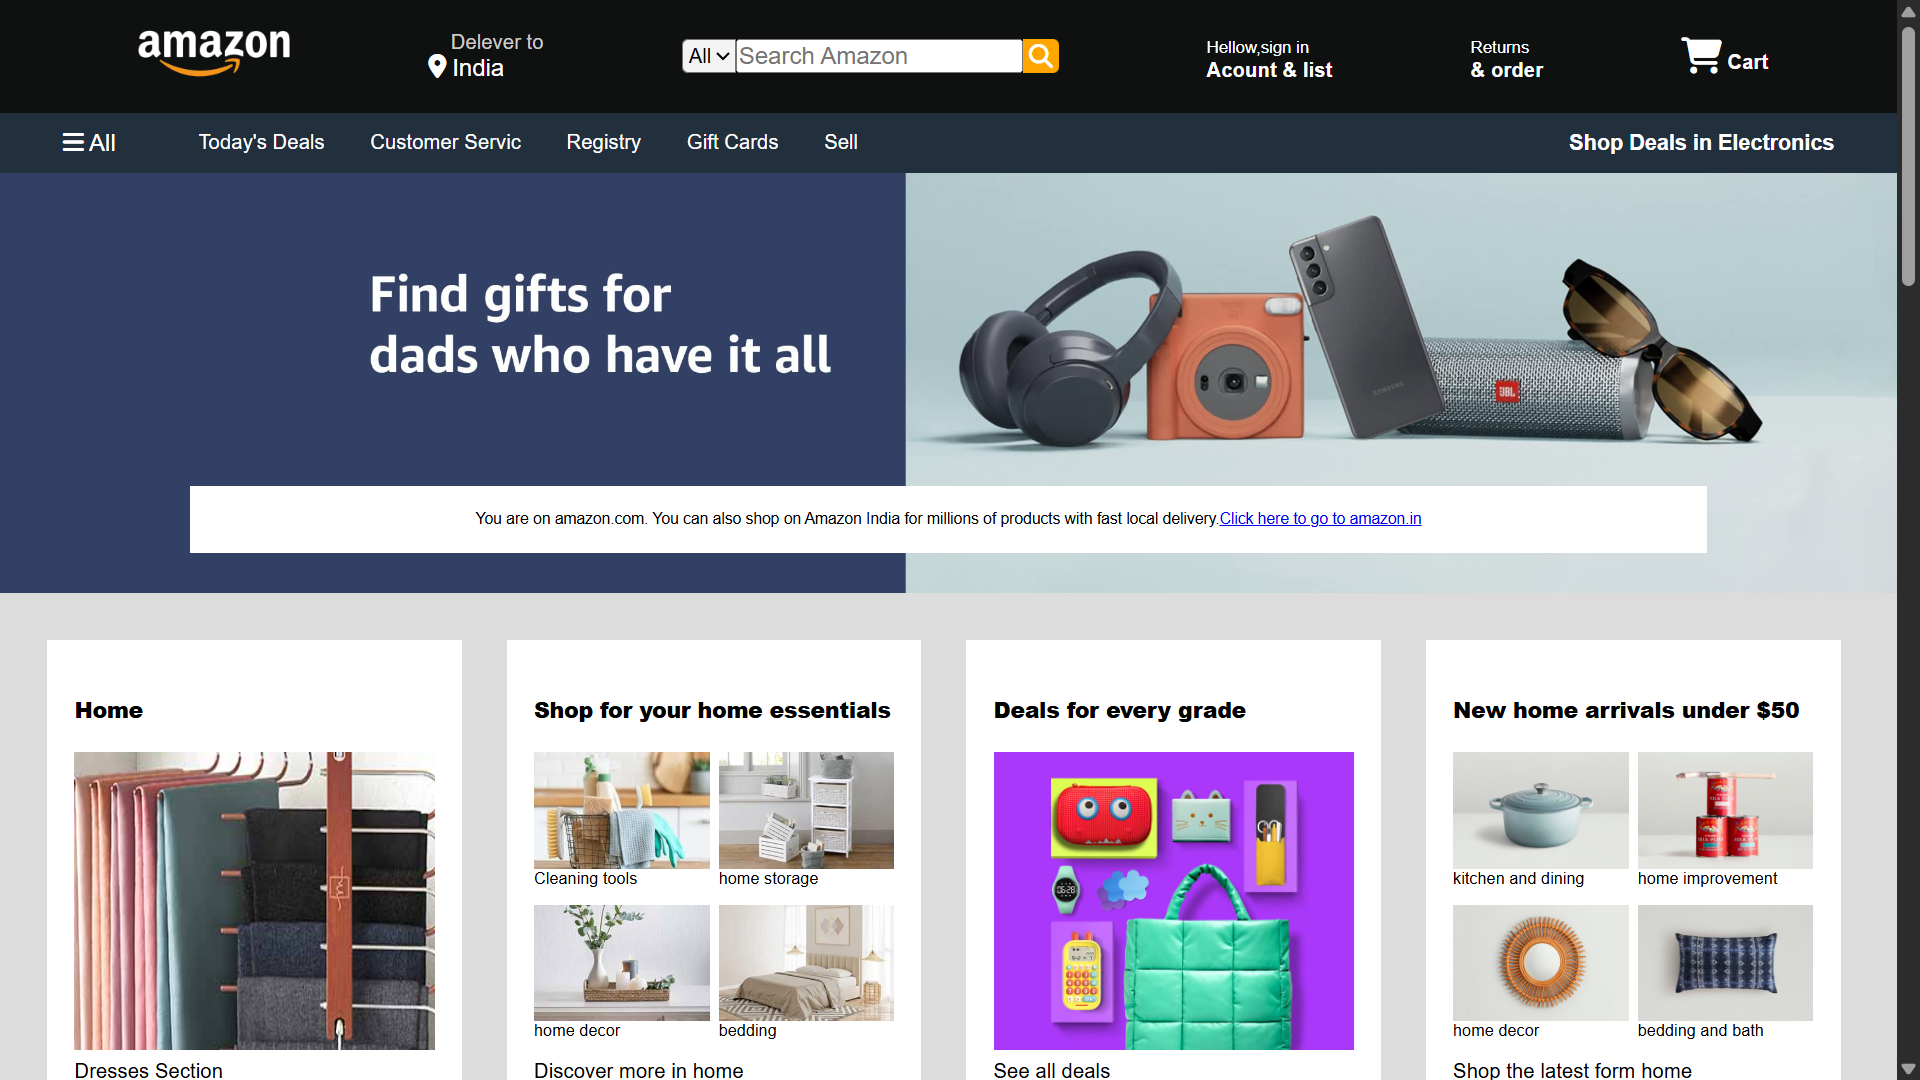 amazon
Delever to
India
All
Search Amazon
Hellow,sign in
Acount & list
Returns
& order
Cart
All
Today's Deals
Customer Servic
Registry
Gift Cards
Sell
Shop Deals in Electronics
Find gifts for
dads who have it all
SAMSUNG
JBL
You are on amazon.com. You can also shop on Amazon India for millions of products with fast local delivery.Click here to go to amazon.in
Home
Shop for your home essentials
Deals for every grade
New home arrivals under $50
Cleaning tools
home storage
kitchen and dining
home improvement
06:28
home decor
bedding
home decor
bedding and bath
Dresses Section
Discover more in home
See all deals
Shop the latest form home